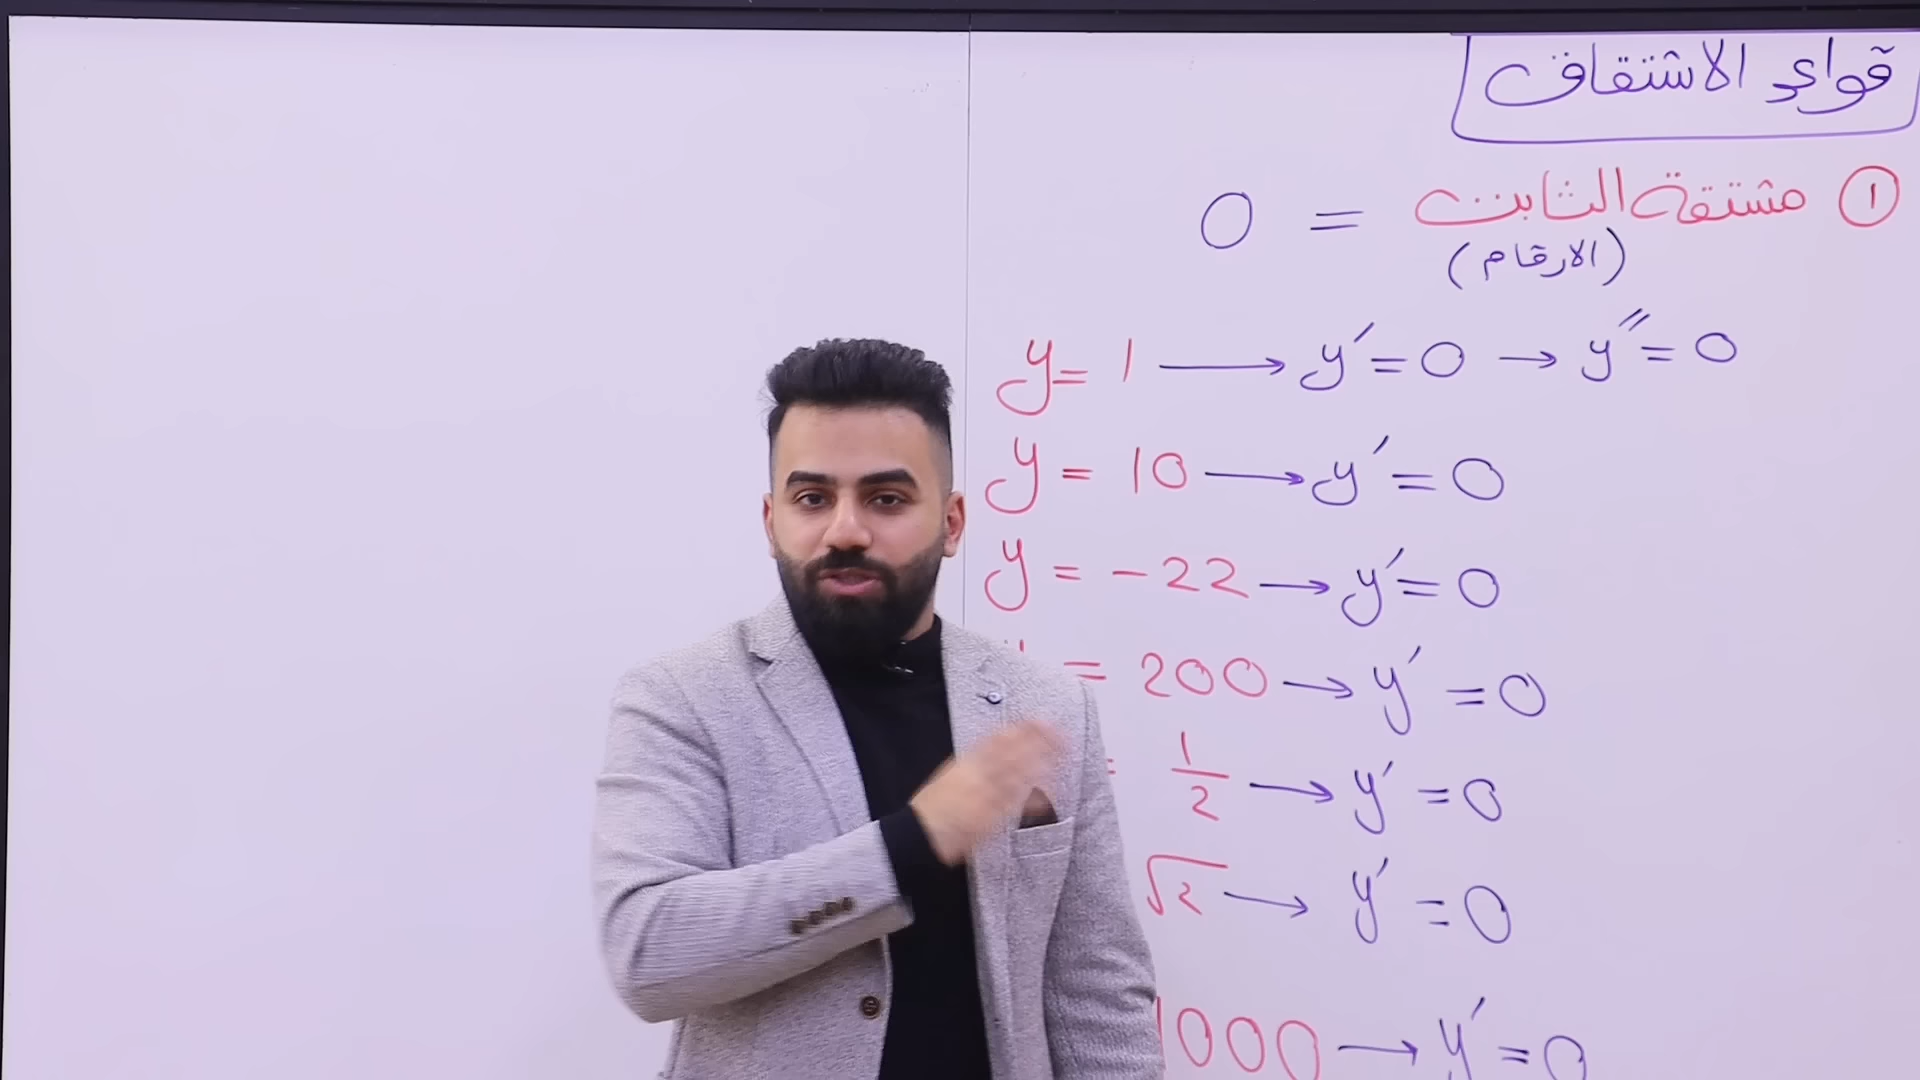 قواعد الاشتقاق
① مشتقة الثابت = 0
(الارقام)
y = 1 → y′ = 0 → y″ = 0
y = 10 → y′ = 0
y = -22 → y′ = 0
= 200 → y′ = 0
= 1/2 → y′ = 0
√2 → y′ = 0
1000 → y′ = 0